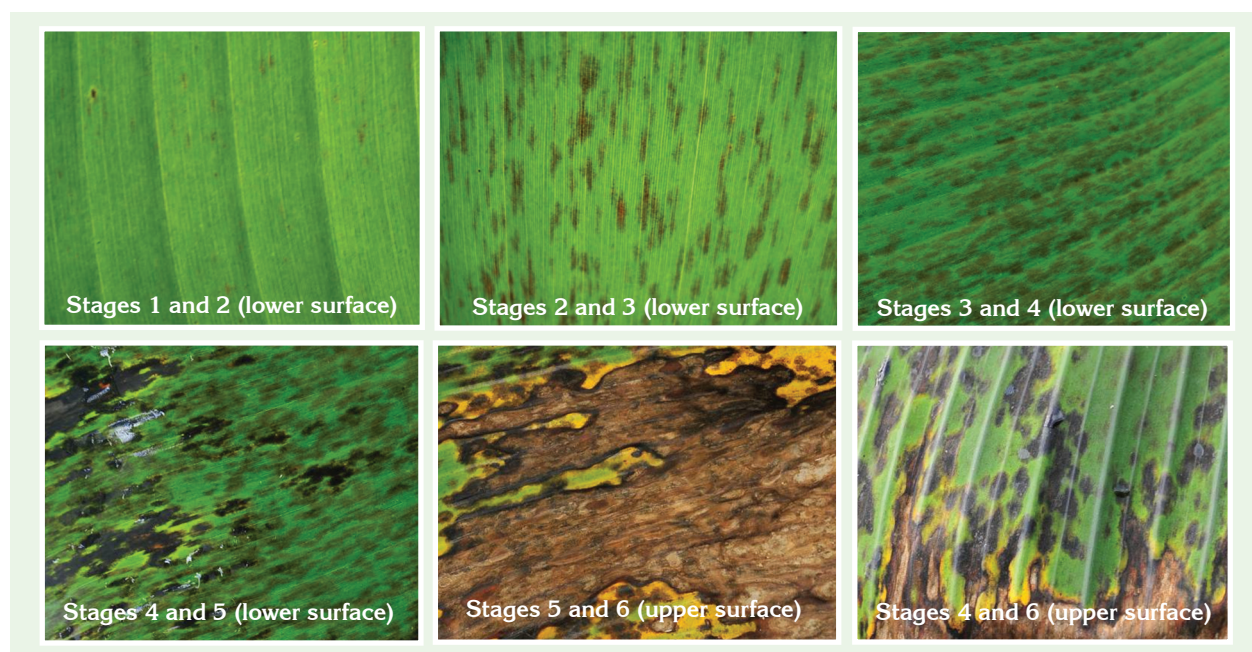 Stages 1 and 2 (lower surface)
Stages 2 and 3 (lower surface)
Stages 3 and 4 (lower surface)
Stages 4 and 5 (lower surface)
Stages 5 and 6 (upper surface)
Stages 4 and 6 (upper surface)